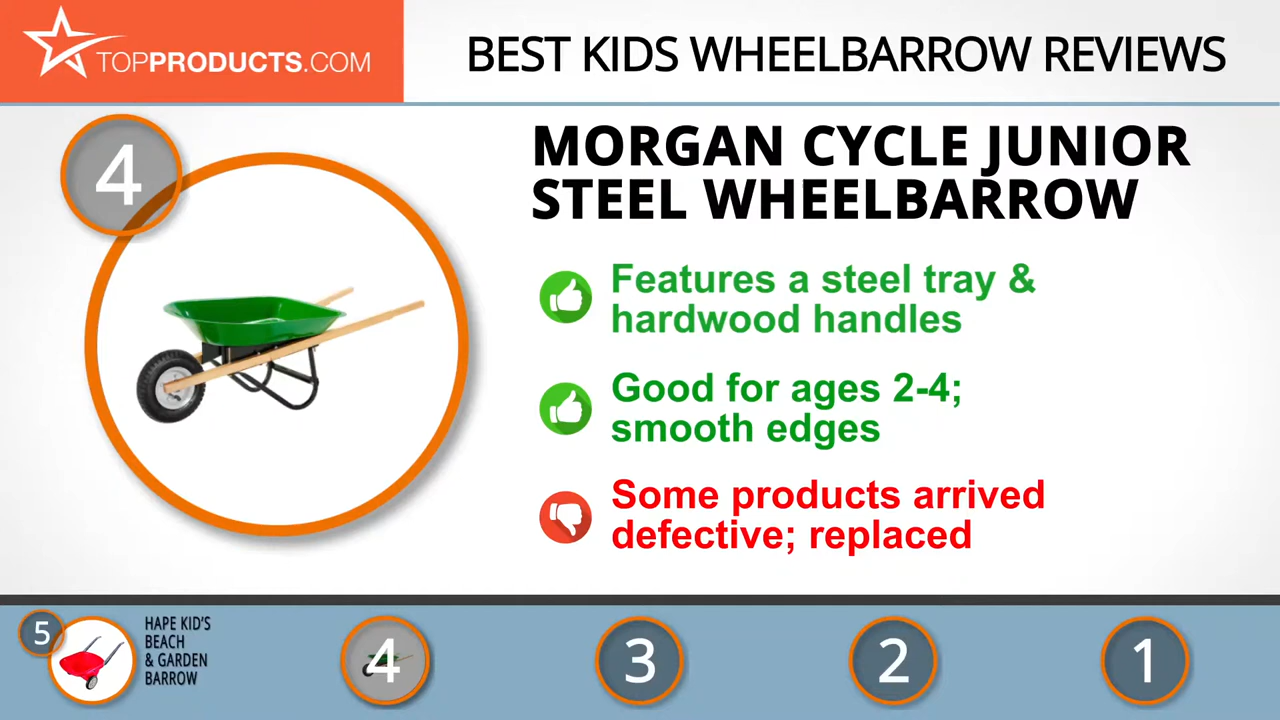 TOPPRODUCTS.COM
BEST KIDS WHEELBARROW REVIEWS
4
MORGAN CYCLE JUNIOR
STEEL WHEELBARROW
Features a steel tray &
hardwood handles
Good for ages 2-4;
smooth edges
Some products arrived
defective; replaced
5
HAPE KID'S
BEACH
& GARDEN
BARROW
4
3
2
1